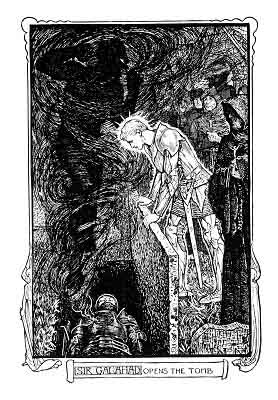 SIR GALAHAD OPENS THE TOMB